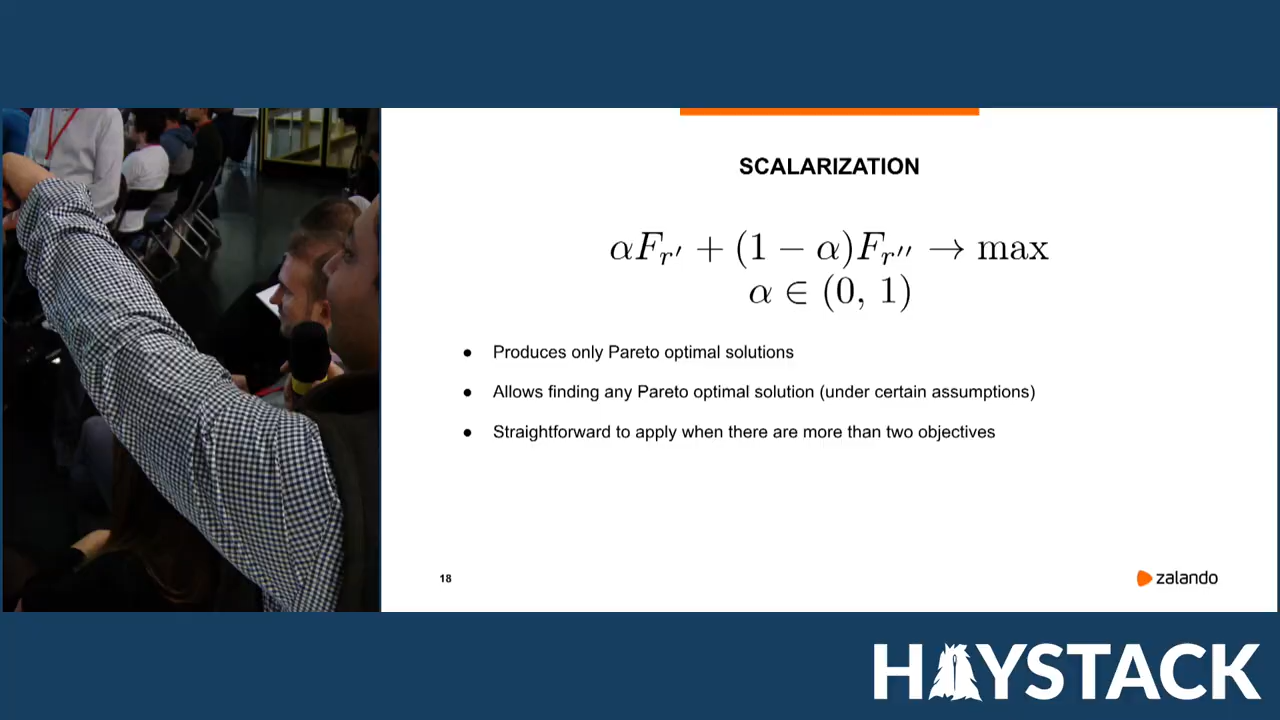 SCALARIZATION
αF_{r′} + (1 − α)F_{r′′} → max
α ∈ (0, 1)
● Produces only Pareto optimal solutions
● Allows finding any Pareto optimal solution (under certain assumptions)
● Straightforward to apply when there are more than two objectives
18
zalando
HAYSTACK